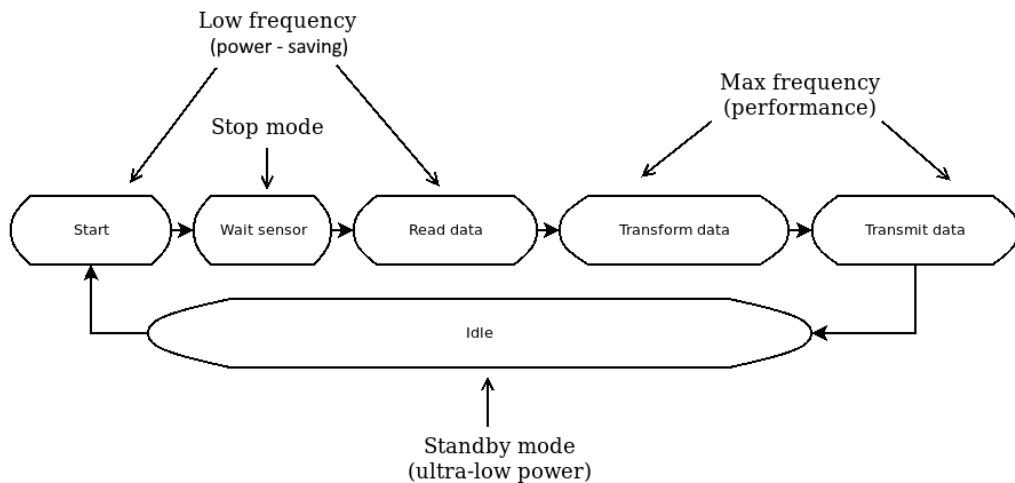 Low frequency
(power - saving)
Max frequency
(performance)
Stop mode
Start
Wait sensor
Read data
Transform data
Transmit data
Idle
Standby mode
(ultra-low power)